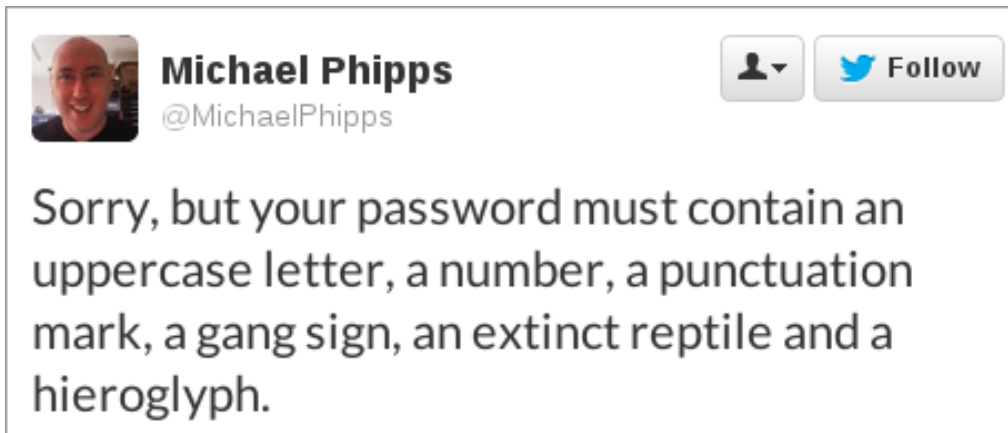 Michael Phipps
@MichaelPhipps
Follow
Sorry, but your password must contain an
uppercase letter, a number, a punctuation
mark, a gang sign, an extinct reptile and a
hieroglyph.